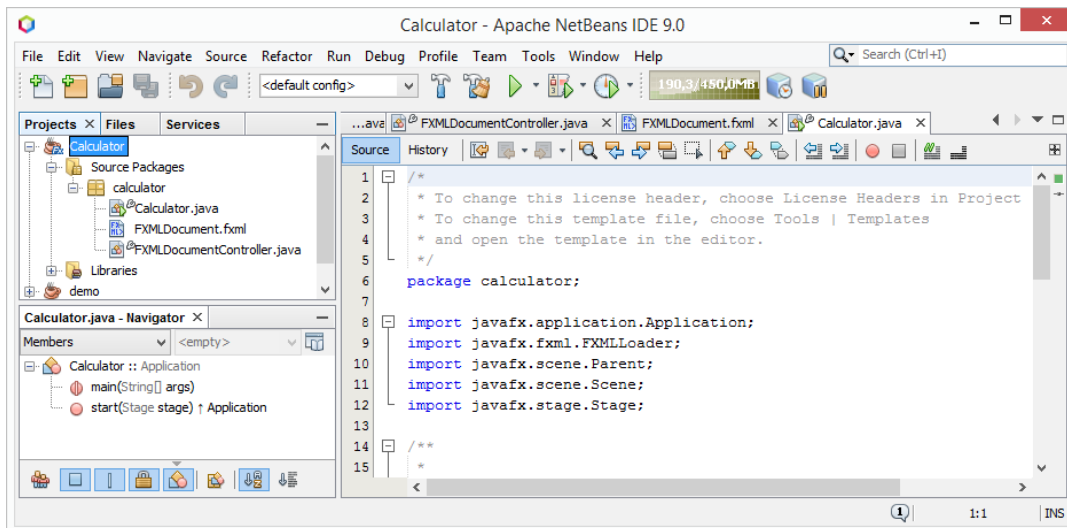 Calculator - Apache NetBeans IDE 9.0
File Edit View Navigate Source Refactor Run Debug Profile Team Tools Window Help
Search (Ctrl+I)
<default config>
190,3/450,0MB
Projects Files Services
Calculator
Source Packages
calculator
Calculator.java
FXMLDocument.fxml
FXMLDocumentController.java
Libraries
demo
Calculator.java - Navigator
Members <empty>
Calculator :: Application
main(String[] args)
start(Stage stage) ↑ Application
...ava FXMLDocumentController.java FXMLDocument.fxml Calculator.java
Source History
1 /*
2 * To change this license header, choose License Headers in Project
3 * To change this template file, choose Tools | Templates
4 * and open the template in the editor.
5 */
6 package calculator;
7
8 import javafx.application.Application;
9 import javafx.fxml.FXMLLoader;
10 import javafx.scene.Parent;
11 import javafx.scene.Scene;
12 import javafx.stage.Stage;
13
14 /**
15 *
1 1:1 INS